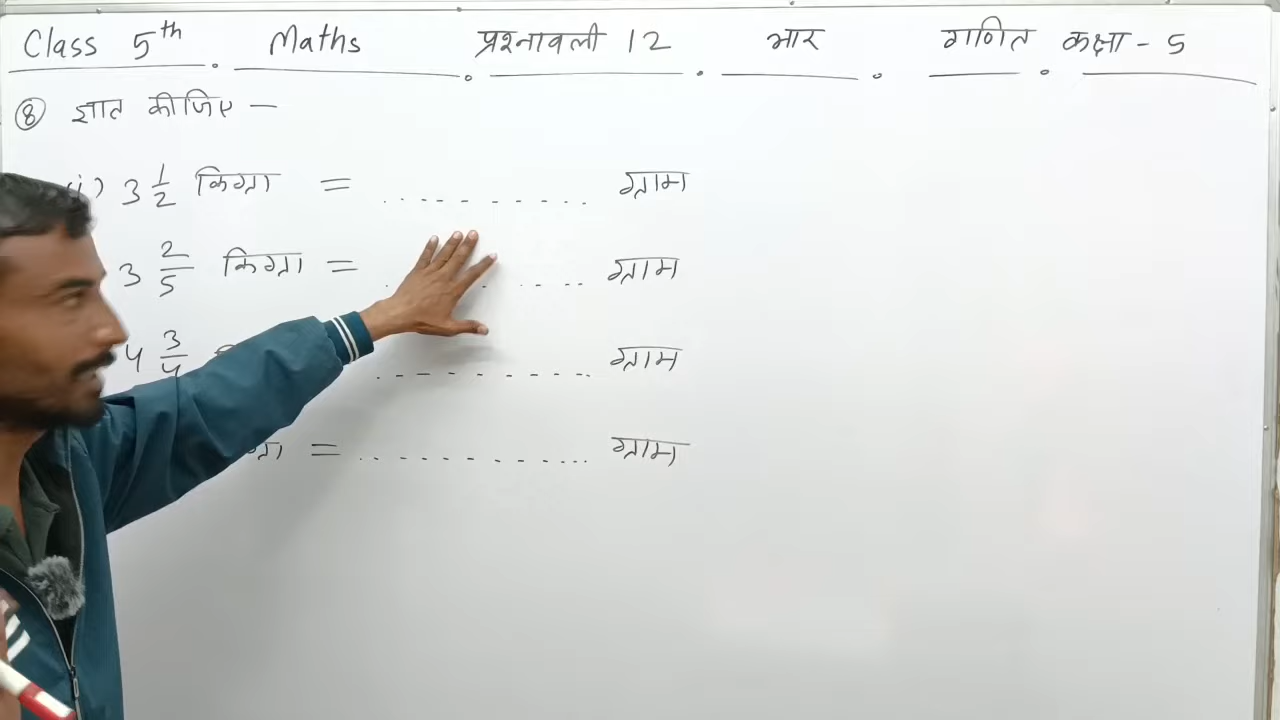 Class 5th Maths प्रश्नावली 12 भार गणित कक्षा - 5
⑧ ज्ञात कीजिए —
(i) 3 1/2 किग्रा = .......... ग्राम
3 2/5 किग्रा = .......... ग्राम
4 3/4 .......... ग्राम
= .......... ग्राम